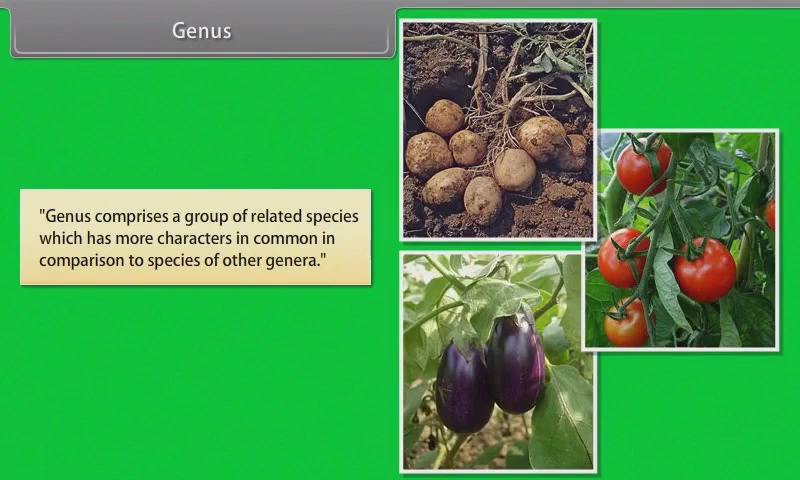 Genus
"Genus comprises a group of related species
which has more characters in common in
comparison to species of other genera."